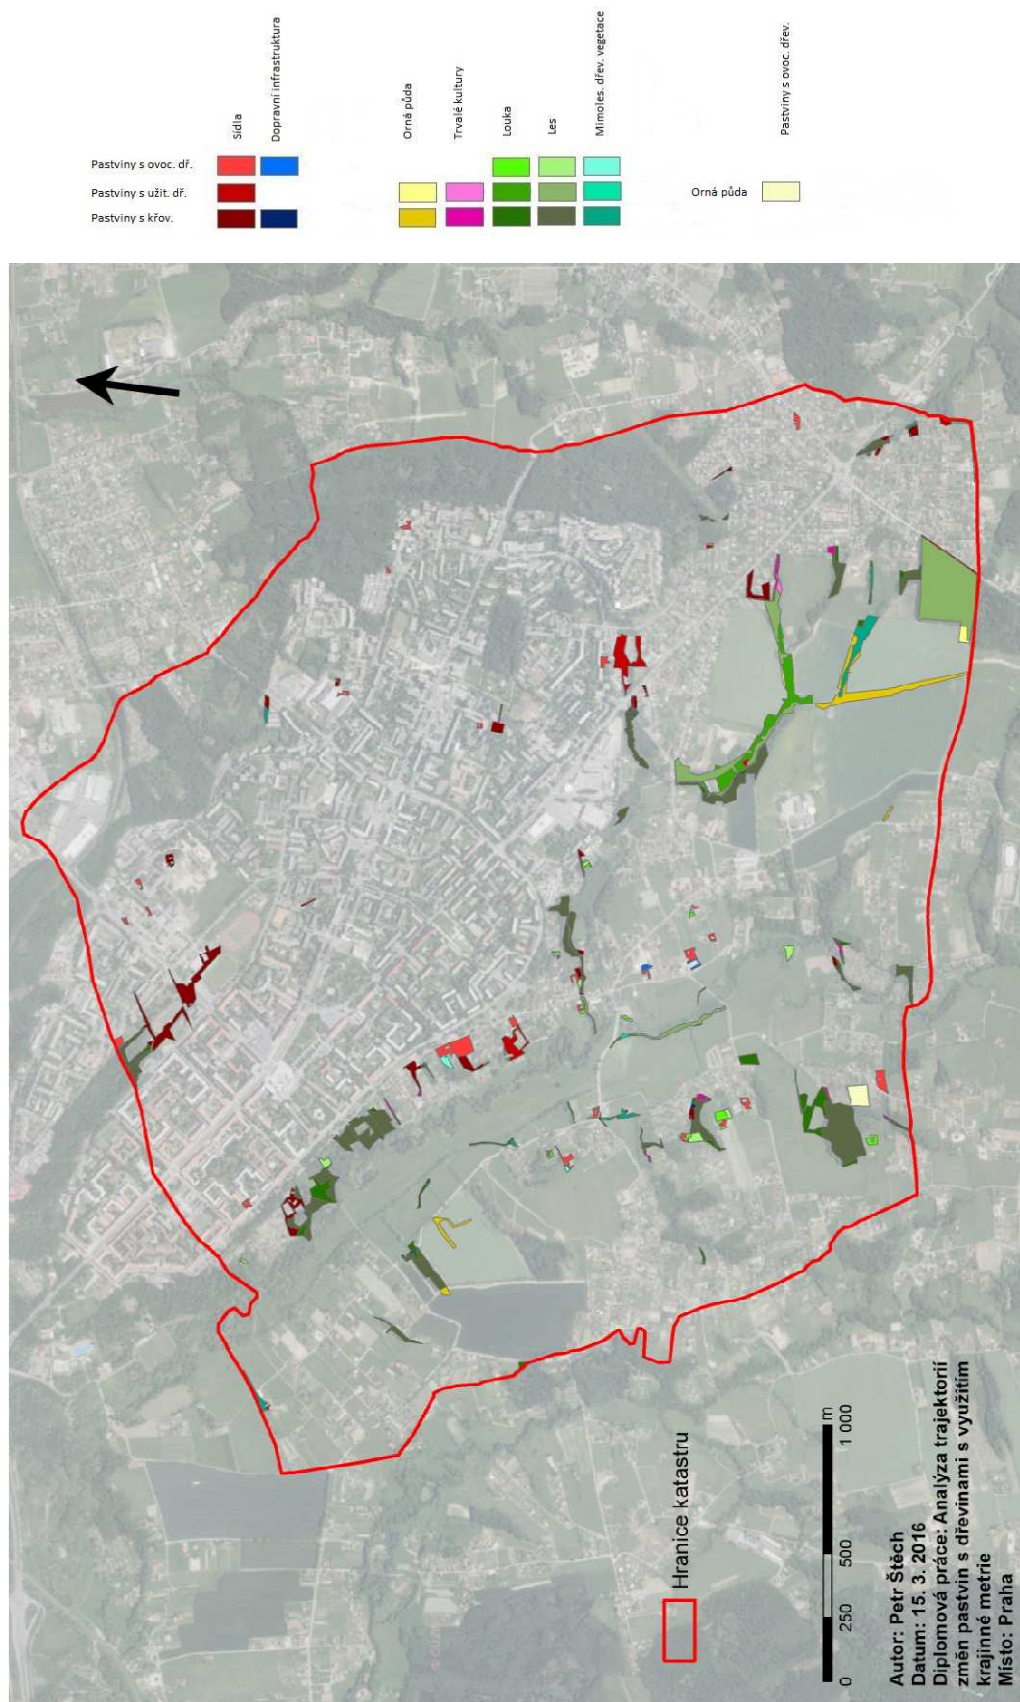 Sídla
Dopravní infrastruktura
Orná půda
Trvalé kultury
Louka
Les
Mimoles. dřev. vegetace
Pastviny s ovoc. dřev.
Pastviny s ovoc. dř.
Pastviny s užit. dř.
Pastviny s křov.
Orná půda
Hranice katastru
0 250 500 1 000
m
Autor: Petr Štěch
Datum: 15. 3. 2016
Diplomová práce: Analýza trajektorií
změn pastvin s dřevinami s využitím
krajinné metrie
Místo: Praha